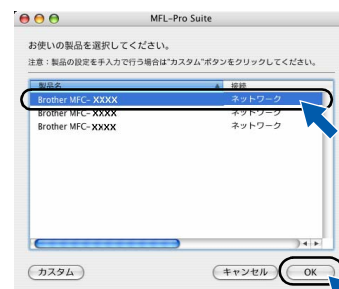 MFL-Pro Suite
お使いの製品を選択してください。
注意：製品の設定を手入力で行う場合は"カスタム"ボタンをクリックしてください。
製品名 接続
Brother MFC- XXXX ネットワーク
Brother MFC- XXXX ネットワーク
Brother MFC- XXXX ネットワーク
カスタム キャンセル OK